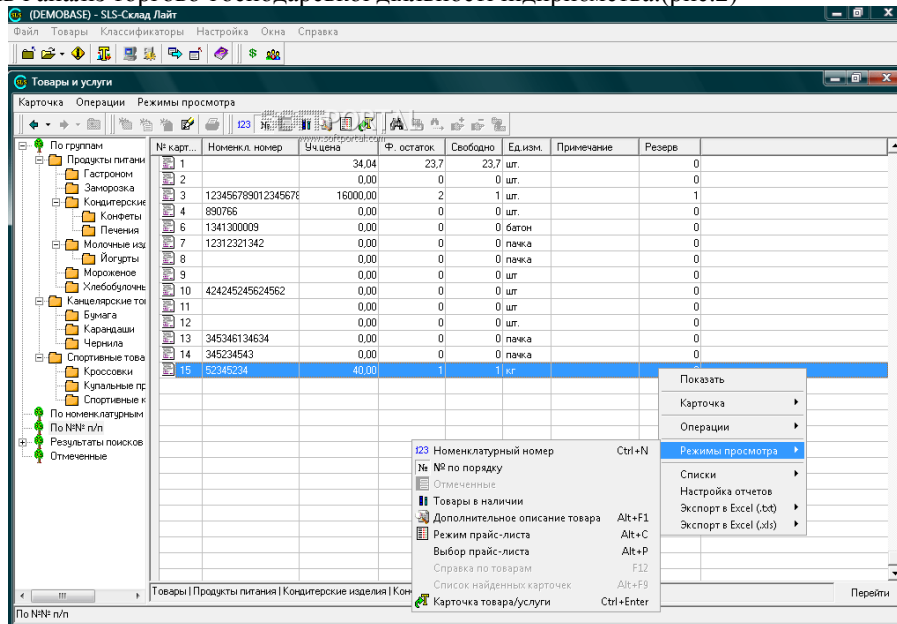 (DEMOBASE) - SLS-Склад Лайт
Файл Товары Классификаторы Настройка Окна Справка
Товары и услуги
Карточка Операции Режимы просмотра
123
www.softportal.com
№ карт... Номенкл. номер Уч.цена Ф. остаток Свободно Ед.изм. Примечание Резерв
1 34,04 23,7 23,7 шт. 0
2 0,00 0 0 шт. 0
3 123456789012345678 16000,00 2 1 шт. 1
4 890766 0,00 0 0 шт. 0
6 1341300009 0,00 0 0 батон 0
7 12312321342 0,00 0 0 пачка 0
8 0,00 0 0 пачка 0
9 0,00 0 0 шт 0
10 424245245624562 0,00 0 0 шт 0
11 0,00 0 0 шт 0
12 0,00 0 0 шт. 0
13 345346134634 0,00 0 0 пачка 0
14 345234543 0,00 0 0 пачка 0
15 52345234 40,00 1 1 кг
По группам
Продукты питани
Гастроном
Заморозка
Кондитерские
Конфеты
Печения
Молочные изд
Йогурты
Мороженое
Хлебобулочнь
Канцелярские тоі
Бумага
Карандаши
Чернила
Спортивные това
Кроссовки
Купальные пр
Спортивные к
По номенклатурным
По №№ п/п
Результаты поисков
Отмеченные
Показать
Карточка
Операции
Режимы просмотра
Списки
Настройка отчетов
Экспорт в Excel (.txt)
Экспорт в Excel (.xls)
123 Номенклатурный номер Ctrl+N
№ № по порядку
Отмеченные
Товары в наличии
Дополнительное описание товара Alt+F1
Режим прайс-листа Alt+C
Выбор прайс-листа Alt+P
Справка по товарам F12
Список найденных карточек Alt+F9
Карточка товара/услуги Ctrl+Enter
Товары | Продукты питания | Кондитерские изделия | Кон
Перейти
По №№ п/п